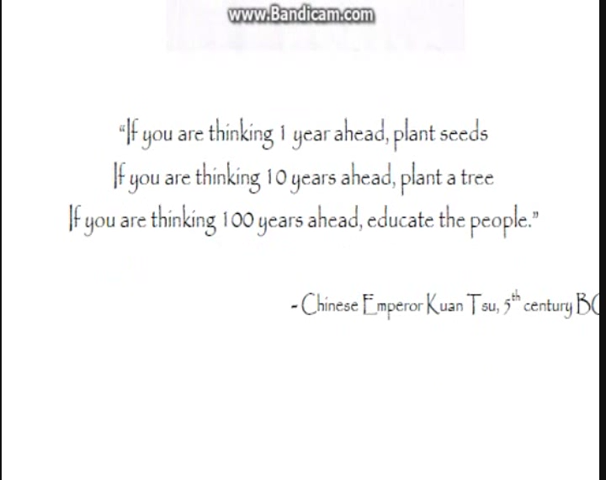 www.Bandicam.com
"If you are thinking 1 year ahead, plant seeds
If you are thinking 10 years ahead, plant a tree
If you are thinking 100 years ahead, educate the people."
- Chinese Emperor Kuan Tsu, 5th century BC